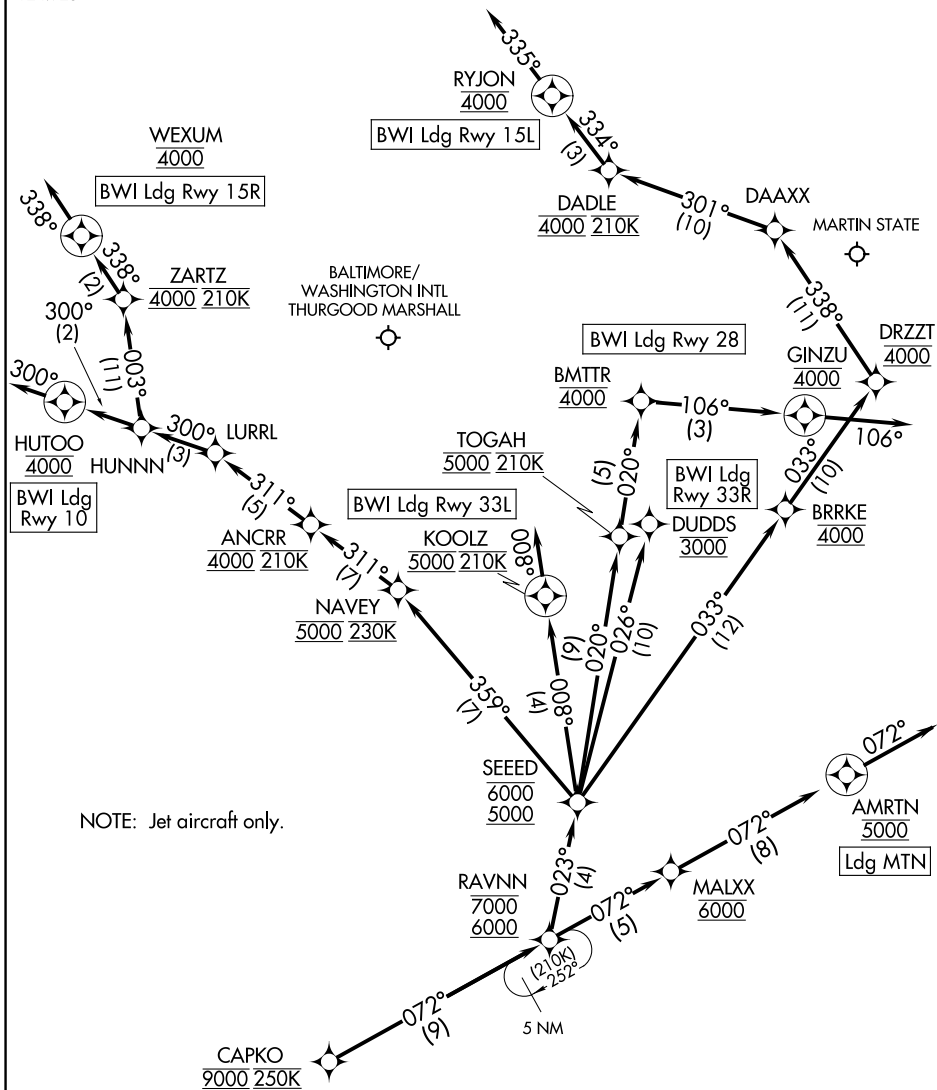 335°
RYJON
4000
BWI Ldg Rwy 15L
334°
(3)
WEXUM
4000
BWI Ldg Rwy 15R
DADLE
4000 210K
301°
(10)
DAAXX
MARTIN STATE
338°
338°
(2)
ZARTZ
4000 210K
BALTIMORE/
WASHINGTON INTL
THURGOOD MARSHALL
338°
(11)
300°
(2)
003°
(11)
BWI Ldg Rwy 28
DRZZT
4000
GINZU
4000
BMTTR
4000
106°
(3)
106°
300°
HUTOO
4000
BWI Ldg
Rwy 10
HUNNN
300°
(3)
LURRL
TOGAH
5000 210K
020°
(5)
BWI Ldg
Rwy 33R
DUDDS
3000
033°
(10)
BRRKE
4000
311°
(5)
BWI Ldg Rwy 33L
KOOLZ
5000 210K
008°
ANCRR
4000 210K
311°
(7)
NAVEY
5000 230K
020°
(9)
026°
(10)
033°
(12)
359°
(7)
008°
(4)
SEEED
6000
5000
072°
AMRTN
5000
Ldg MTN
NOTE: Jet aircraft only.
072°
(8)
023°
(4)
RAVNN
7000
6000
MALXX
6000
072°
(5)
(210K)
252°
5 NM
072°
(9)
CAPKO
9000 250K